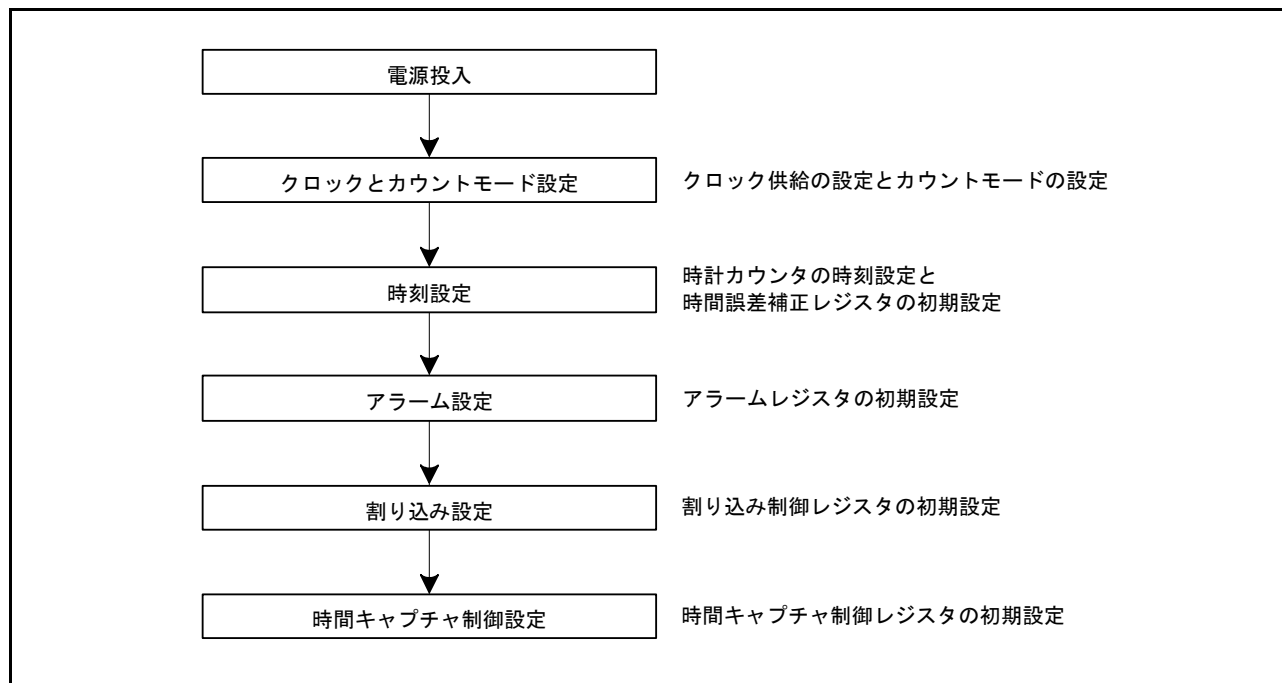 電源投入
クロックとカウントモード設定
クロック供給の設定とカウントモードの設定
時刻設定
時計カウンタの時刻設定と
時間誤差補正レジスタの初期設定
アラーム設定
アラームレジスタの初期設定
割り込み設定
割り込み制御レジスタの初期設定
時間キャプチャ制御設定
時間キャプチャ制御レジスタの初期設定